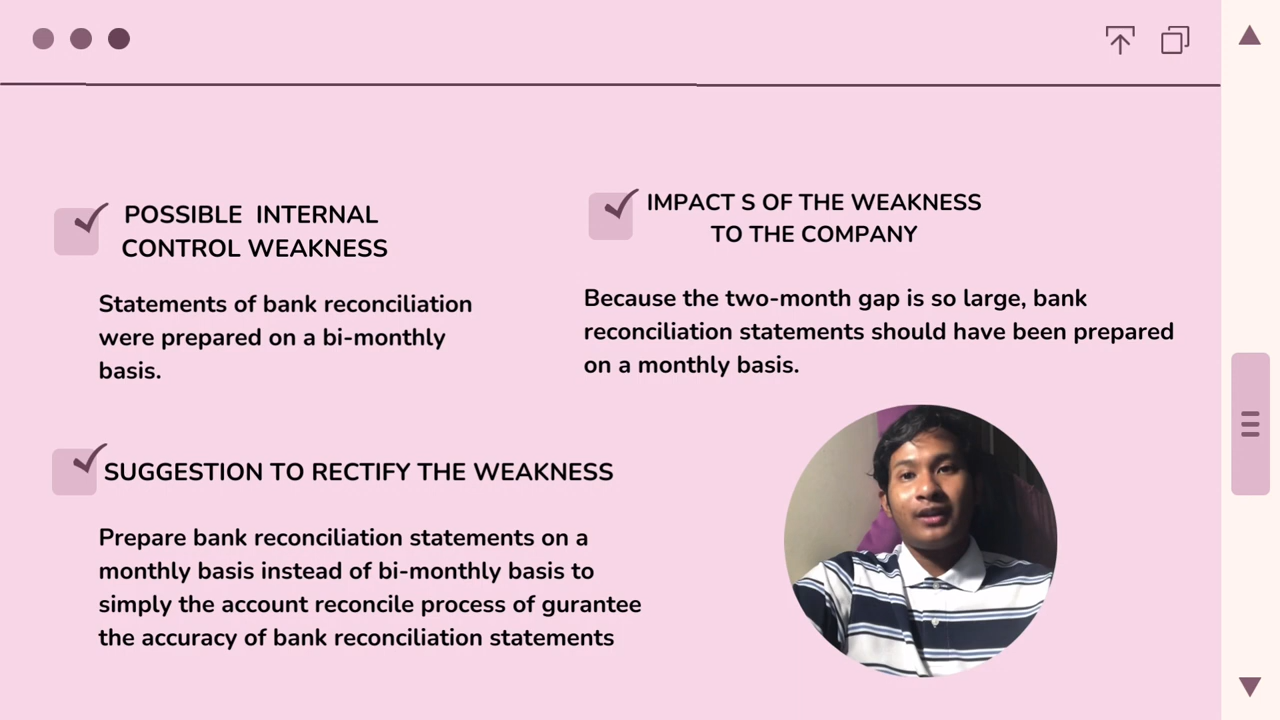 POSSIBLE INTERNAL
CONTROL WEAKNESS
Statements of bank reconciliation
were prepared on a bi-monthly
basis.
IMPACT S OF THE WEAKNESS
TO THE COMPANY
Because the two-month gap is so large, bank
reconciliation statements should have been prepared
on a monthly basis.
SUGGESTION TO RECTIFY THE WEAKNESS
Prepare bank reconciliation statements on a
monthly basis instead of bi-monthly basis to
simply the account reconcile process of gurantee
the accuracy of bank reconciliation statements